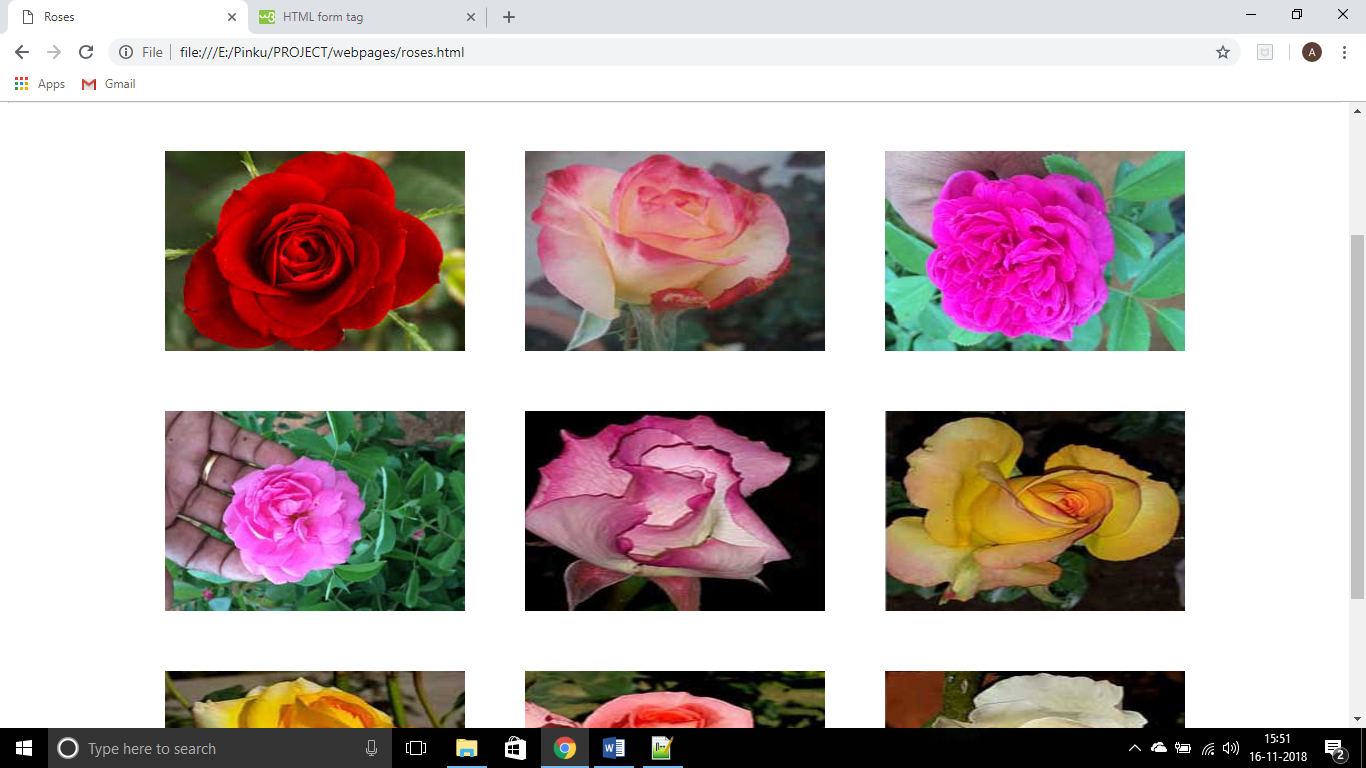 Roses
HTML form tag
File
file:///E:/Pinku/PROJECT/webpages/roses.html
A
Apps
Gmail
Type here to search
15:51
16-11-2018
2